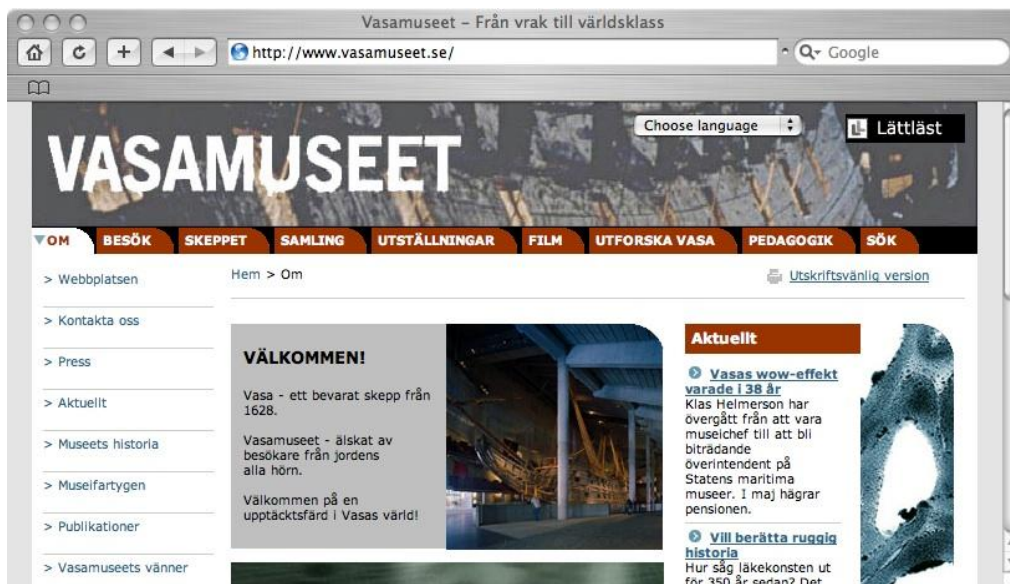 Vasamuseet – Från vrak till världsklass
http://www.vasamuseet.se/
Google
VASAMUSEET
Choose language
Lättläst
OM BESÖK SKEPPET SAMLING UTSTÄLLNINGAR FILM UTFORSKA VASA PEDAGOGIK SÖK
> Webbplatsen
> Kontakta oss
> Press
> Aktuellt
> Museets historia
> Museifartygen
> Publikationer
> Vasamuseets vänner
Hem > Om
Utskriftsvänlig version
VÄLKOMMEN!
Vasa - ett bevarat skepp från
1628.
Vasamuseet - älskat av
besökare från jordens
alla hörn.
Välkommen på en
upptäcktsfärd i Vasas värld!
Aktuellt
Vasas wow-effekt
varade i 38 år
Klas Helmerson har
övergått från att vara
museichef till att bli
biträdande
överintendent på
Statens maritima
museer. I maj hägrar
pensionen.
Vill berätta ruggig
historia
Hur såg läkekonsten ut
för 350 år sedan? Det